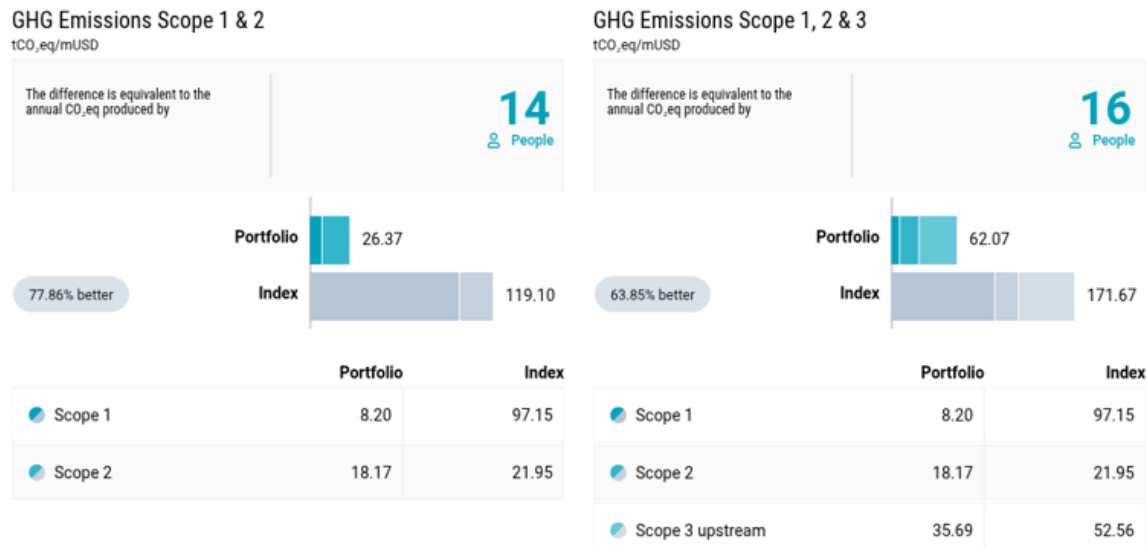 GHG Emissions Scope 1 & 2
tCO₂eq/mUSD
The difference is equivalent to the
annual CO₂eq produced by
14
People
Portfolio 26.37
77.86% better Index 119.10
Portfolio Index
Scope 1 8.20 97.15
Scope 2 18.17 21.95
GHG Emissions Scope 1, 2 & 3
tCO₂eq/mUSD
The difference is equivalent to the
annual CO₂eq produced by
16
People
Portfolio 62.07
63.85% better Index 171.67
Portfolio Index
Scope 1 8.20 97.15
Scope 2 18.17 21.95
Scope 3 upstream 35.69 52.56